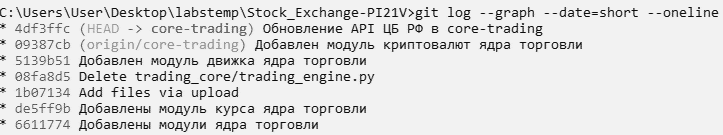 C:\Users\User\Desktop\labstemp\Stock_Exchange-PI21V>git log --graph --date=short --oneline
* 4df3ffc (HEAD -> core-trading) Обновление API ЦБ РФ в core-trading
* 09387cb (origin/core-trading) Добавлен модуль криптовалют ядра торговли
* 5139b51 Добавлен модуль движка ядра торговли
* 08fa8d5 Delete trading_core/trading_engine.py
* 1b07134 Add files via upload
* de5ff9b Добавлены модуль курса ядра торговли
* 6611774 Добавлены модули ядра торговли